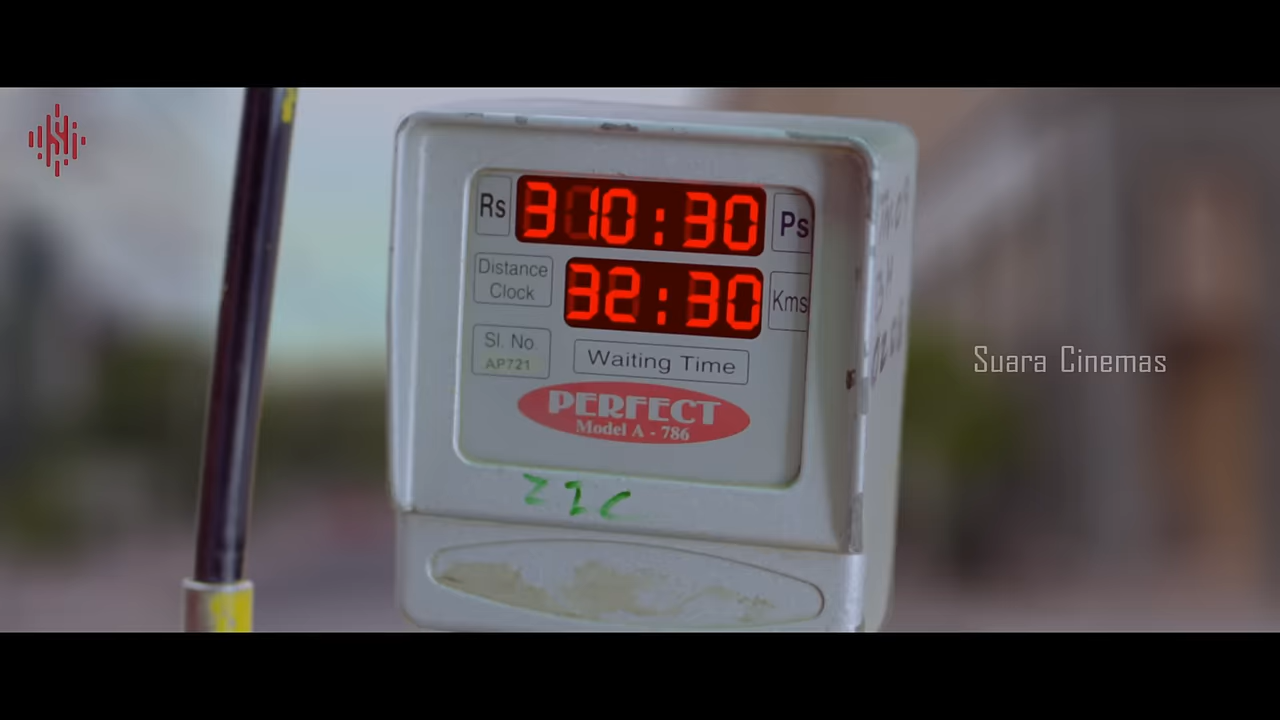 Rs 310:30 Ps
Distance Clock 32:30 Kms
Sl. No.
AP721
Waiting Time
PERFECT
Model A - 786
Suara Cinemas